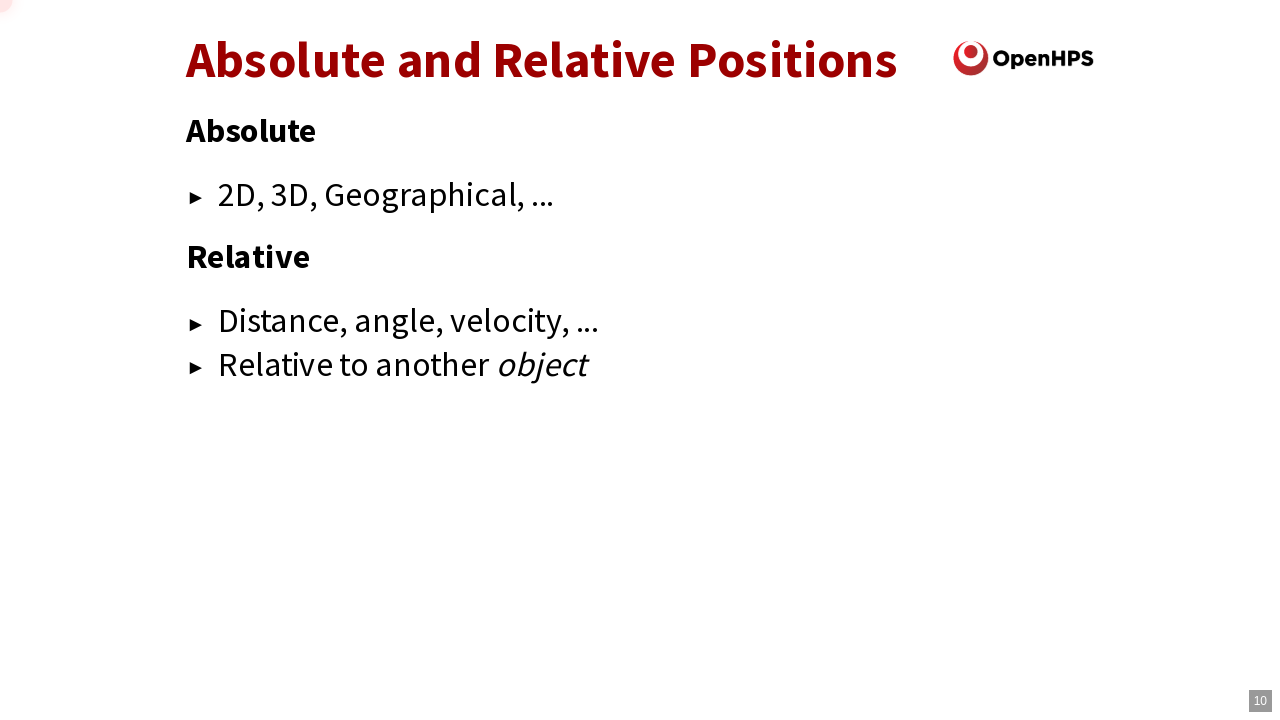 Absolute and Relative Positions
OpenHPS
Absolute
▸ 2D, 3D, Geographical, ...
Relative
▸ Distance, angle, velocity, ...
▸ Relative to another object
10